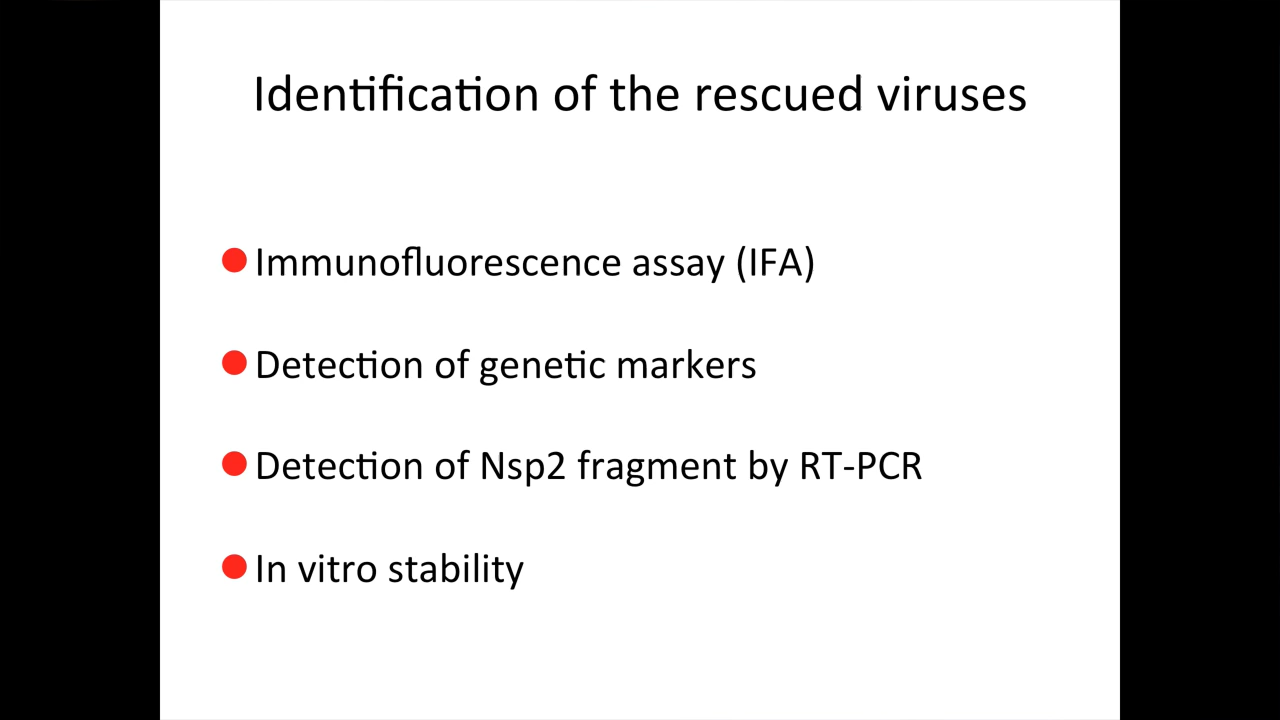 Identification of the rescued viruses
Immunofluorescence assay (IFA)
Detection of genetic markers
Detection of Nsp2 fragment by RT-PCR
In vitro stability